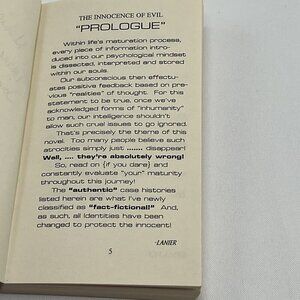 THE INNOCENCE OF EVIL
"PROLOGUE"
Within life's maturation process,
every piece of information intro-
duced into our psychological mindset
is dissected, interpreted and stored
within our souls.
Our subconscious then effectu-
ates positive feedback based on pre-
vious "realities" of thought. For this
statement to be true, once we've
acknowledged forms of "inhumanity"
to man, our intelligence shouldn't
allow such cruel issues to go ignored.
That's precisely the theme of this
novel. Too many people believe such
atrocities simply just ....... disappear!
Well, .... they're absolutely wrong!
So, read on (if you dare) and
constantly evaluate "your" maturity
throughout this journey!
The "authentic" case histories
listed herein are what I've newly
classified as "fact-fictional!" And,
as such, all identities have been
changed to protect the innocent!
-LANIER
5